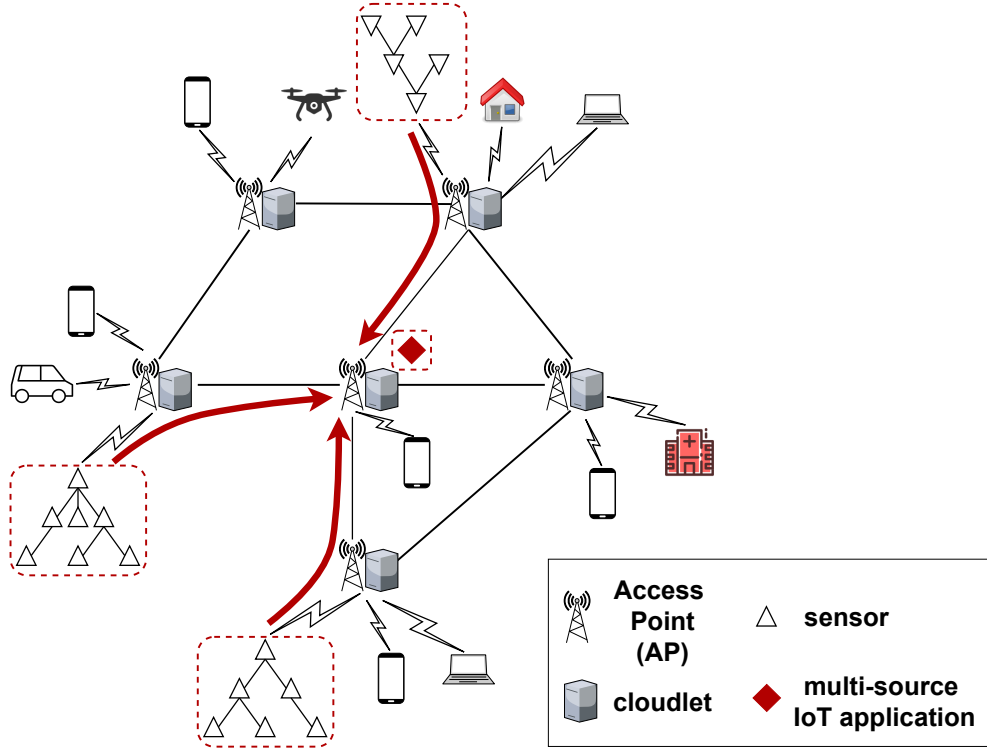 Access
Point
(AP)
sensor
cloudlet
multi-source
IoT application